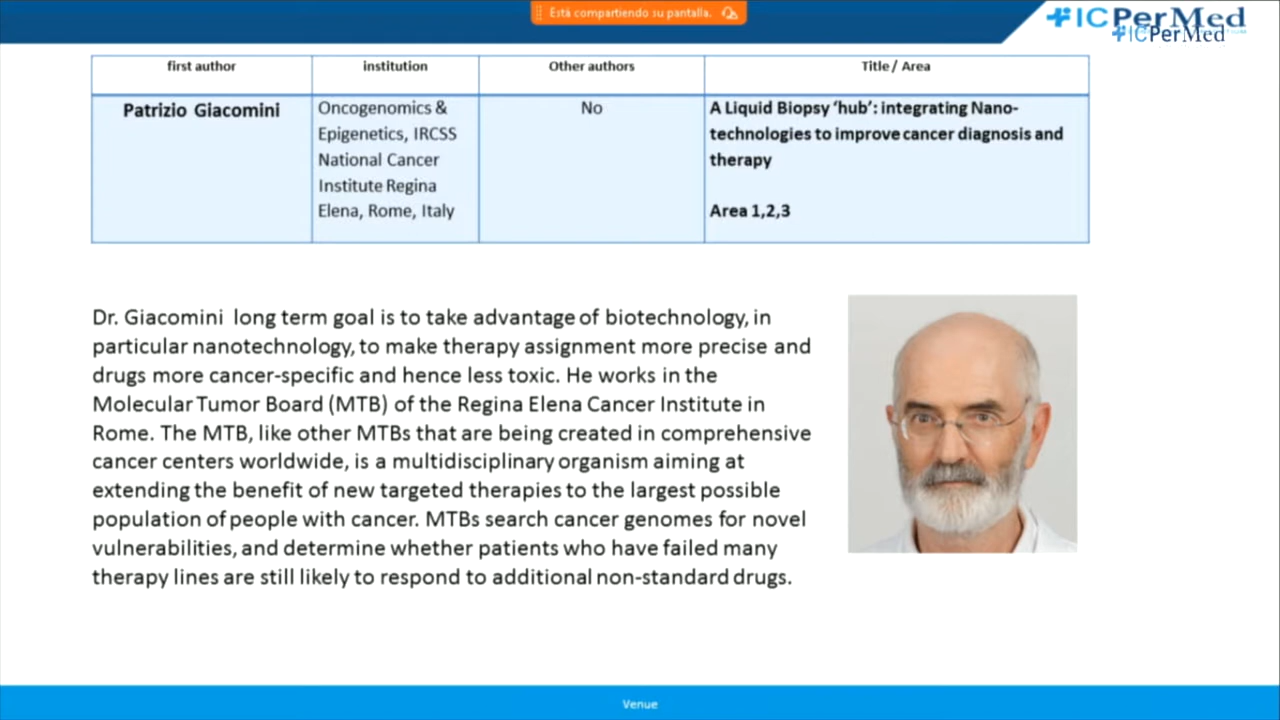 Está compartiendo su pantalla.
ICPerMed
ICPerMed
first author
institution
Other authors
Title / Area
Patrizio Giacomini
Oncogenomics &
Epigenetics, IRCSS
National Cancer
Institute Regina
Elena, Rome, Italy
No
A Liquid Biopsy ‘hub’: integrating Nano-
technologies to improve cancer diagnosis and
therapy
Area 1,2,3
Dr. Giacomini long term goal is to take advantage of biotechnology, in
particular nanotechnology, to make therapy assignment more precise and
drugs more cancer-specific and hence less toxic. He works in the
Molecular Tumor Board (MTB) of the Regina Elena Cancer Institute in
Rome. The MTB, like other MTBs that are being created in comprehensive
cancer centers worldwide, is a multidisciplinary organism aiming at
extending the benefit of new targeted therapies to the largest possible
population of people with cancer. MTBs search cancer genomes for novel
vulnerabilities, and determine whether patients who have failed many
therapy lines are still likely to respond to additional non-standard drugs.
Venue